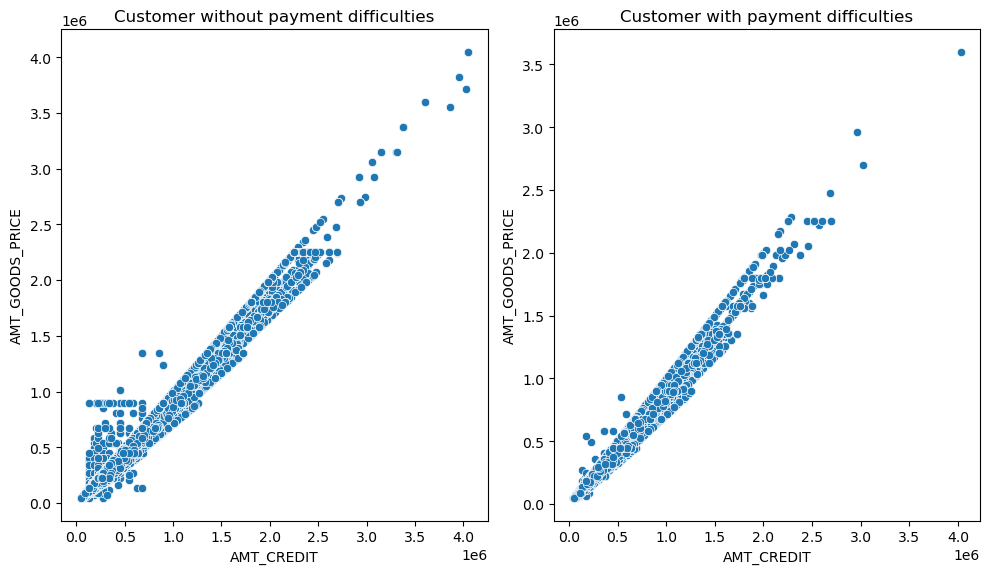 Customer without payment difficulties
1e6
4.0
3.5
3.0
2.5
2.0
1.5
1.0
0.5
0.0
AMT_GOODS_PRICE
0.0 0.5 1.0 1.5 2.0 2.5 3.0 3.5 4.0
1e6
AMT_CREDIT
Customer with payment difficulties
1e6
3.5
3.0
2.5
2.0
1.5
1.0
0.5
0.0
AMT_GOODS_PRICE
0.0 0.5 1.0 1.5 2.0 2.5 3.0 3.5 4.0
1e6
AMT_CREDIT